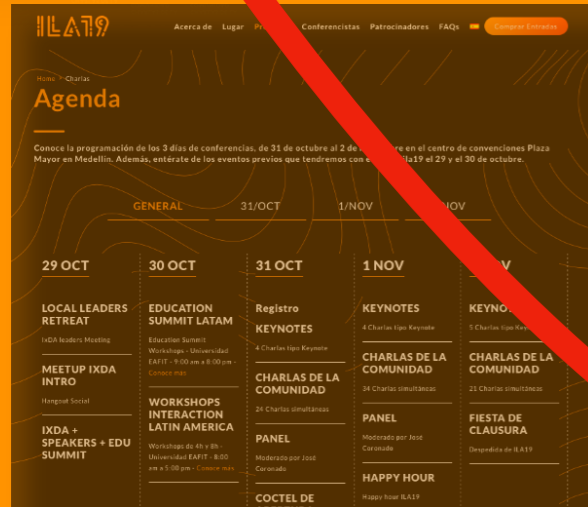 ILA19
Acerca de Lugar Conferencistas Patrocinadores FAQs Comprar Entradas
Home > Charlas
Agenda
Conoce la programación de los 3 días de conferencias, de 31 de octubre al 2 de en el centro de convenciones Plaza
Mayor en Medellín. Además, entérate de los eventos previos que tendremos con el 29 y el 30 de octubre.
GENERAL 31/OCT 1/NOV NOV
29 OCT
LOCAL LEADERS
RETREAT
IxDA leaders Meeting
MEETUP IXDA
INTRO
Hangout Social
IXDA +
SPEAKERS + EDU
SUMMIT
30 OCT
EDUCATION
SUMMIT LATAM
Education Summit
Workshops - Universidad
EAFIT - 9:00 am a 8:00 pm -
Conoce más
WORKSHOPS
INTERACTION
LATIN AMERICA
Workshops de 4h y 8h -
Universidad EAFIT - 8:00
am a 5:00 pm - Conoce más
31 OCT
Registro
KEYNOTES
4 Charlas tipo Keynote
CHARLAS DE LA
COMUNIDAD
24 Charlas simultáneas
PANEL
Moderado por José
Coronado
COCTEL DE
1 NOV
KEYNOTES
4 Charlas tipo Keynote
CHARLAS DE LA
COMUNIDAD
34 Charlas simultáneas
PANEL
Moderado por José
Coronado
HAPPY HOUR
Happy hour ILA19
5 Charlas tipo
CHARLAS DE LA
COMUNIDAD
21 Charlas simultáneas
FIESTA DE
CLAUSURA
Despedida de ILA19